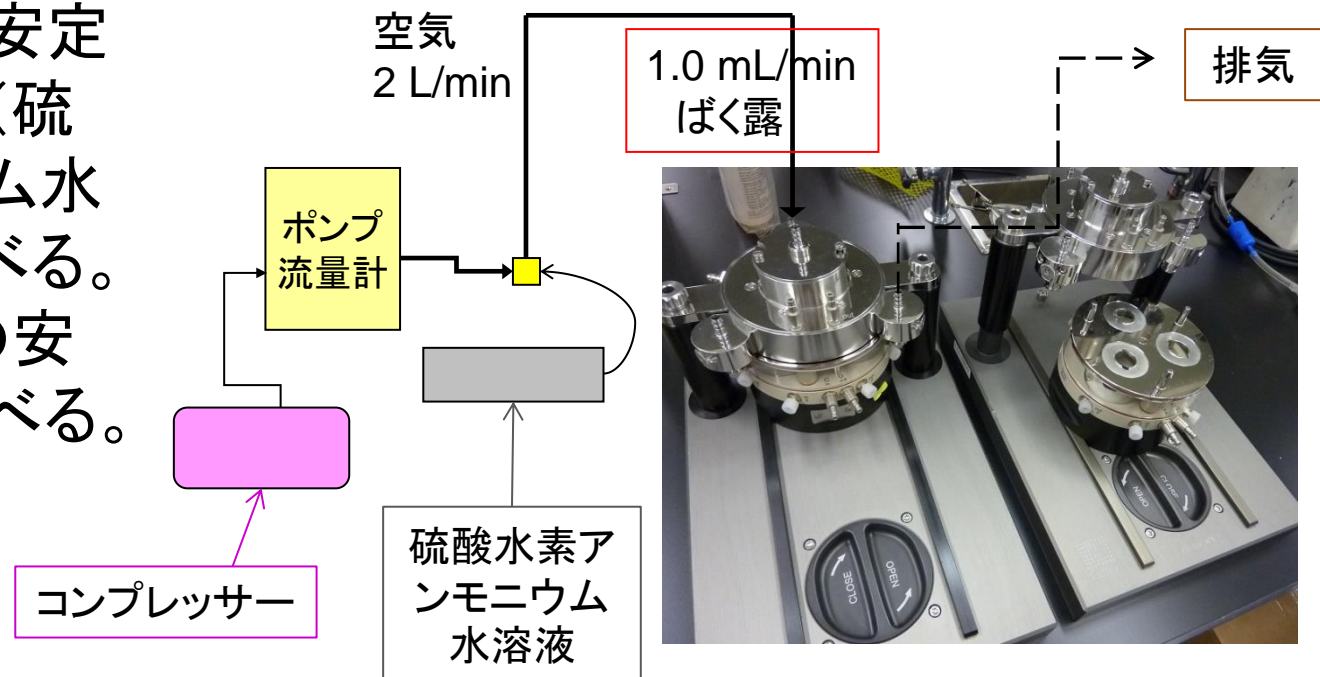 安定
(硫
ム水
べる。
安
べる。
空気
2 L/min
1.0 mL/min
ばく露
排気
ポンプ
流量計
コンプレッサー
硫酸水素ア
ンモニウム
水溶液
CLOSE
OPEN
CLOSE
OPEN